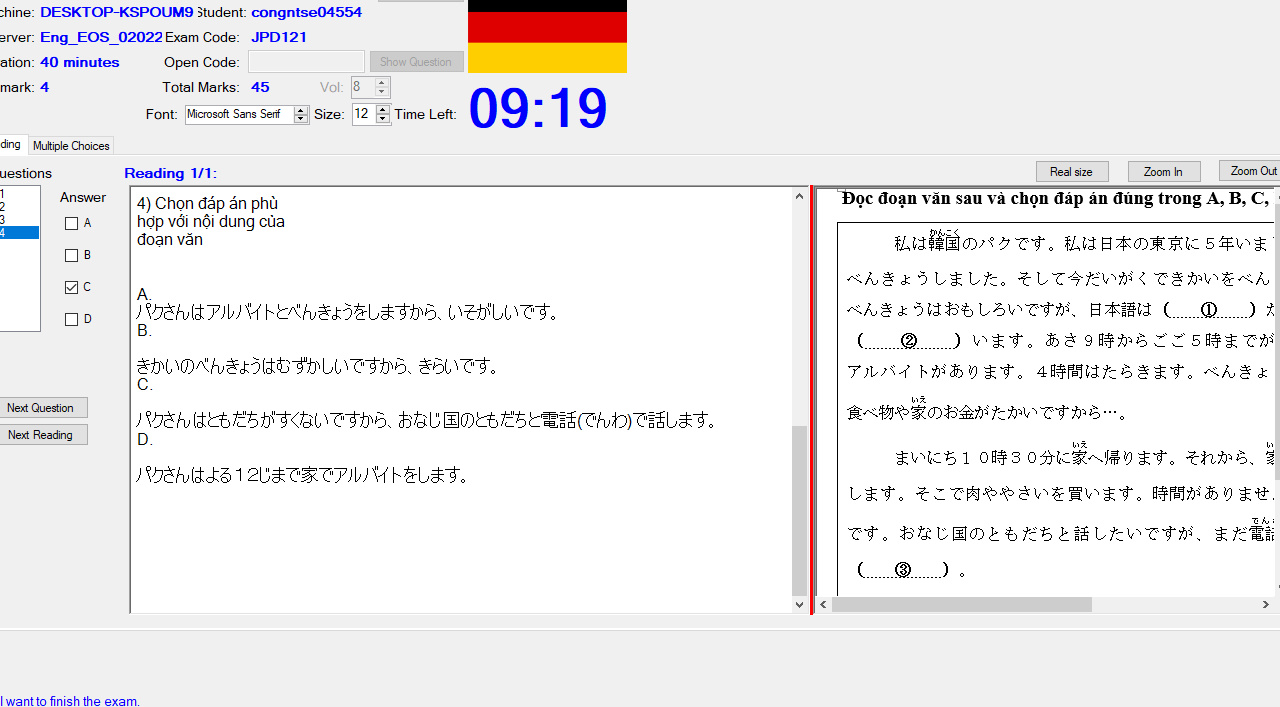 chine: DESKTOP-KSPOUM9 Student: congntse04554
erver: Eng_EOS_02022 Exam Code: JPD121
ation: 40 minutes Open Code: Show Question
mark: 4 Total Marks: 45 Vol: 8
Font: Microsoft Sans Serif Size: 12 Time Left: 09:19
ding Multiple Choices
uestions Reading 1/1: Real size Zoom In Zoom Out
Answer
1
2
3
4
A
B
C
D
Next Question
Next Reading
4) Chọn đáp án phù
hợp với nội dung của
đoạn văn
A.
パクさんはアルバイトとべんきょうをしますから、いそがしいです。
B.
きかいのべんきょうはむずかしいですから、きらいです。
C.
パクさんはともだちがすくないですから、おなじ国のともだちと電話(でんわ)で話します。
D.
パクさんはよる12じまで家でアルバイトをします。
Đọc đoạn văn sau và chọn đáp án đúng trong A, B, C,
かんこく
私は韓国のパクです。私は日本の東京に5年いま
べんきょうしました。そして今だいがくできかいをべん
べんきょうはおもしろいですが、日本語は(......①......)
(......②......)います。あさ9時からごご5時までが
アルバイトがあります。4時間はたらきます。べんきょ
いえ
食べ物や家のお金がたかいですから…。
いえ
まいにち10時30分に家へ帰ります。それから、家
します。そこで肉ややさいを買います。時間がありませ
でん
です。おなじ国のともだちと話したいですが、まだ電話
(......③......)。
I want to finish the exam.